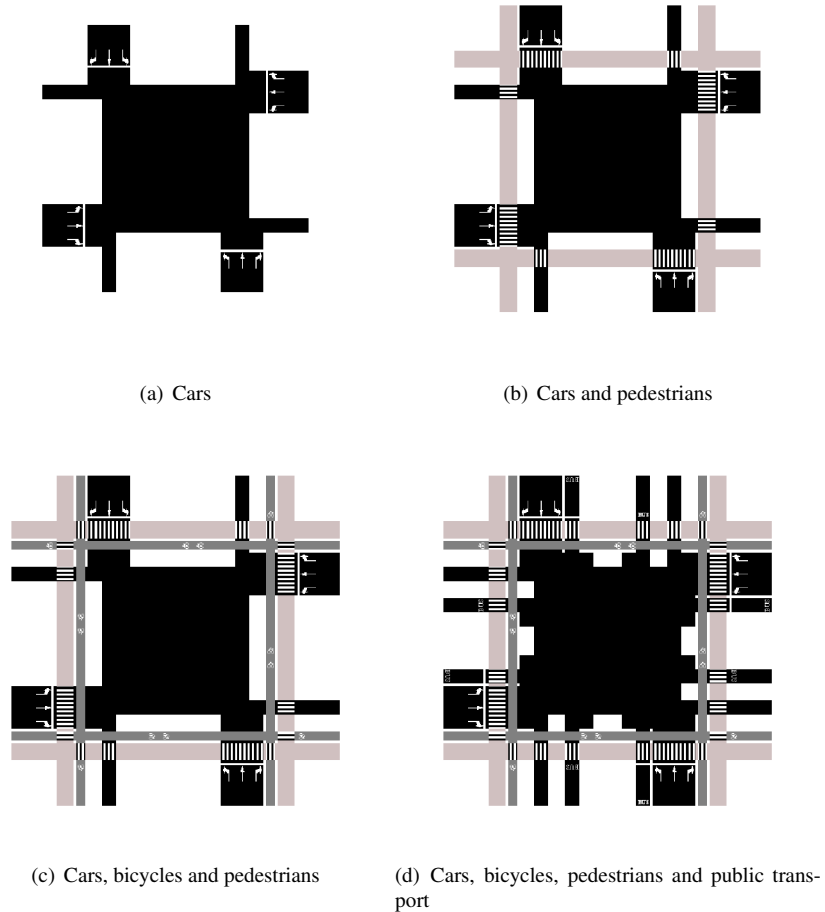 (a) Cars
(b) Cars and pedestrians
(c) Cars, bicycles and pedestrians
(d) Cars, bicycles, pedestrians and public trans-
port